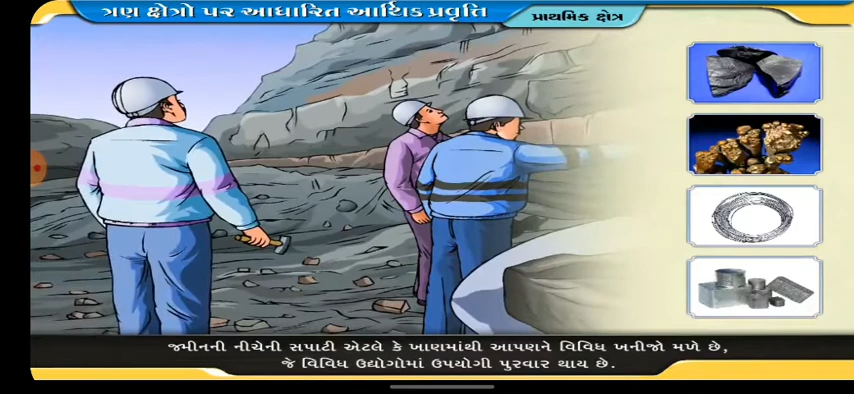 ત્રણ ક્ષેત્રો પર આધારિત આર્થિક પ્રવૃત્તિ
પ્રાથમિક ક્ષેત્ર
જમીનની નીચેની સપાટી એટલે કે ખાણમાંથી આપણને વિવિધ ખનીજો મળે છે,
જે વિવિધ ઉદ્યોગોમાં ઉપયોગી પુરવાર થાય છે.